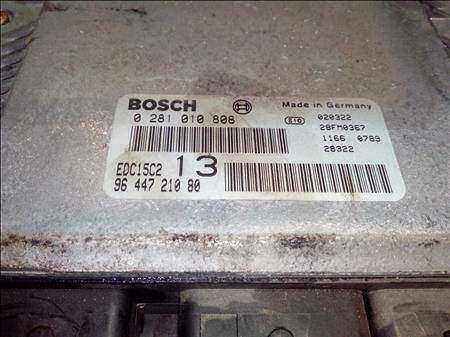 BOSCH
Made in Germany
0 281 010 808
e10
020322
28FM0367
1166 0789
28322
EDC15C2 13
96 447 210 80